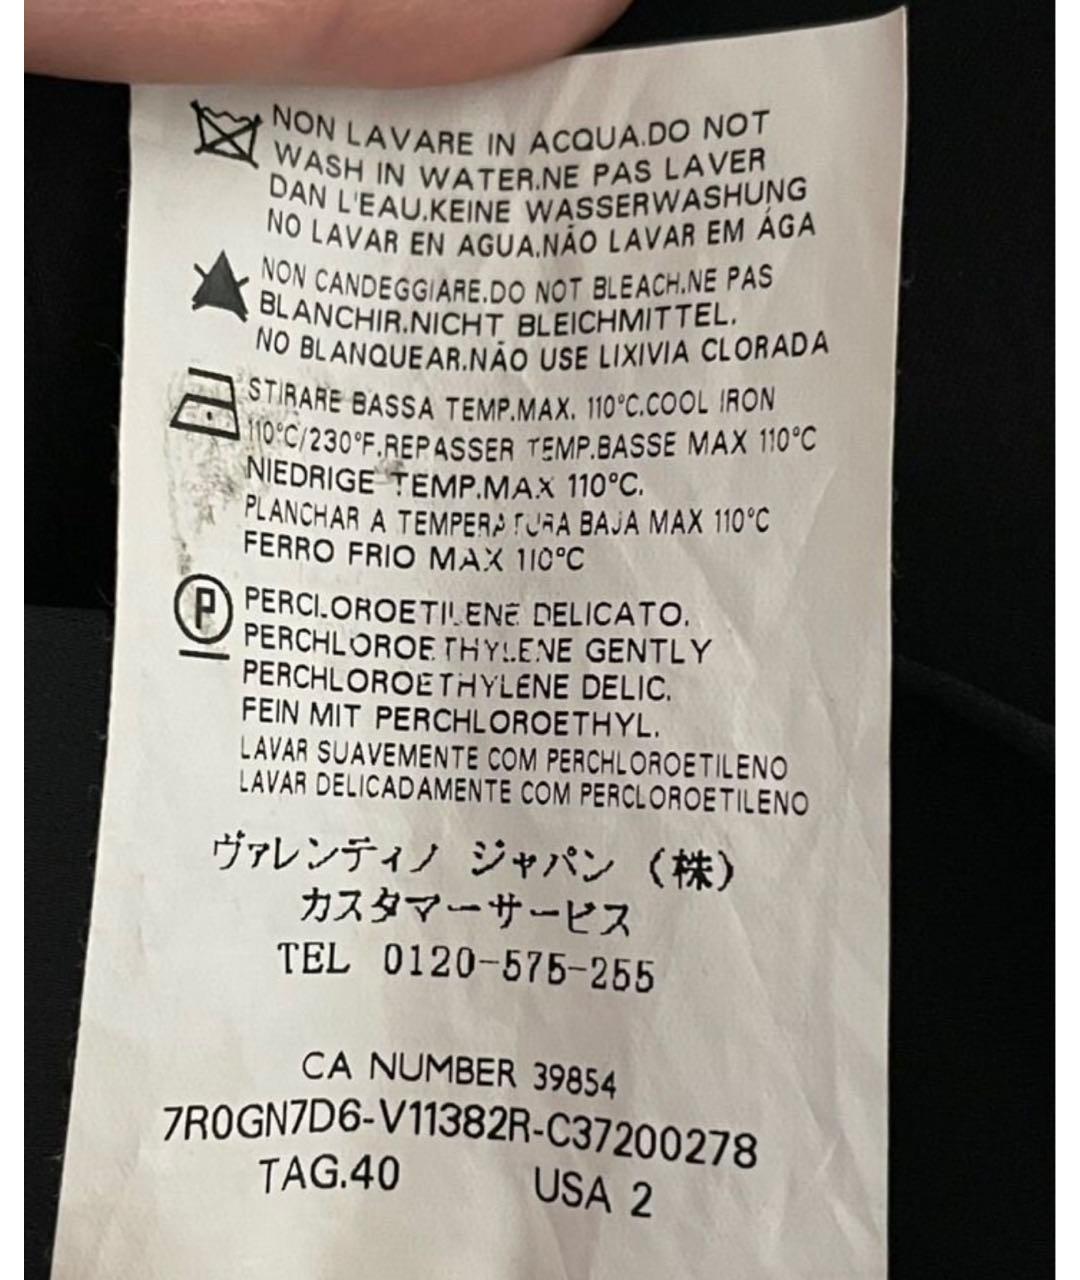 NON LAVARE IN ACQUA.DO NOT
WASH IN WATER.NE PAS LAVER
DAN L'EAU.KEINE WASSERWASHUNG
NO LAVAR EN AGUA.NÃO LAVAR EM ÁGA
NON CANDEGGIARE.DO NOT BLEACH.NE PAS
BLANCHIR.NICHT BLEICHMITTEL.
NO BLANQUEAR.NÃO USE LIXIVIA CLORADA
STIRARE BASSA TEMP.MAX. 110°C.COOL IRON
110°C/230°F.REPASSER TEMP.BASSE MAX 110°C
NIEDRIGE TEMP.MAX 110°C.
PLANCHAR A TEMPERATURA BAJA MAX 110°C
FERRO FRIO MAX 110°C
P
PERCLOROETILENE DELICATO.
PERCHLOROETHYLENE GENTLY
PERCHLOROETHYLENE DELIC.
FEIN MIT PERCHLOROETHYL.
LAVAR SUAVEMENTE COM PERCHLOROETILENO
LAVAR DELICADAMENTE COM PERCLOROETILENO
ヴァレンティノ ジャパン (株)
カスタマーサービス
TEL 0120-575-255
CA NUMBER 39854
7R0GN7D6-V11382R-C37200278
TAG.40 USA 2